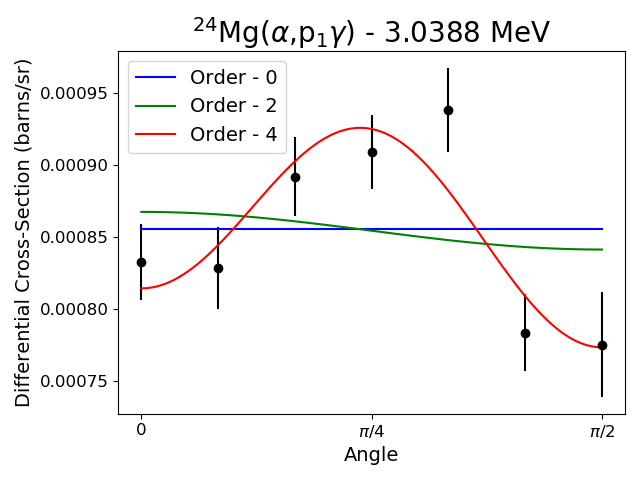 ²⁴Mg(α,p₁γ) - 3.0388 MeV
Order - 0
Order - 2
Order - 4
Differential Cross-Section (barns/sr)
0.00095
0.00090
0.00085
0.00080
0.00075
0 π/4 π/2
Angle